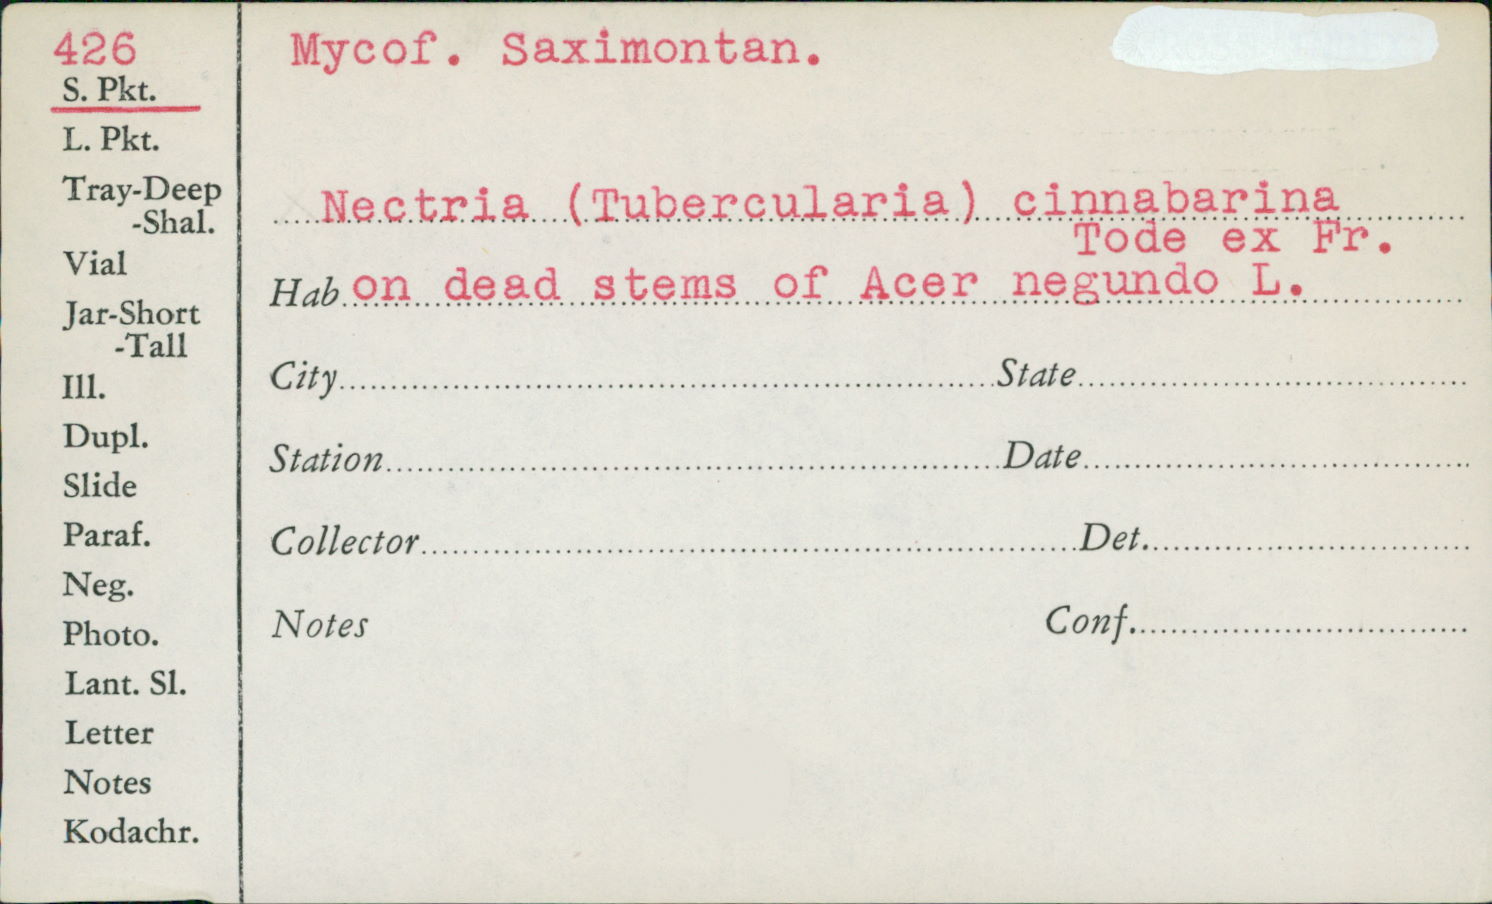 426
S. Pkt.
L. Pkt.
Tray-Deep
-Shal.
Vial
Jar-Short
-Tall
Ill.
Dupl.
Slide
Paraf.
Neg.
Photo.
Lant. Sl.
Letter
Notes
Kodachr.
Mycof. Saximontan.
Nectria (Tubercularia) cinnabarina
Tode ex Fr.
Hab on dead stems of Acer negundo L.
City State
Station Date
Collector Det.
Notes Conf.